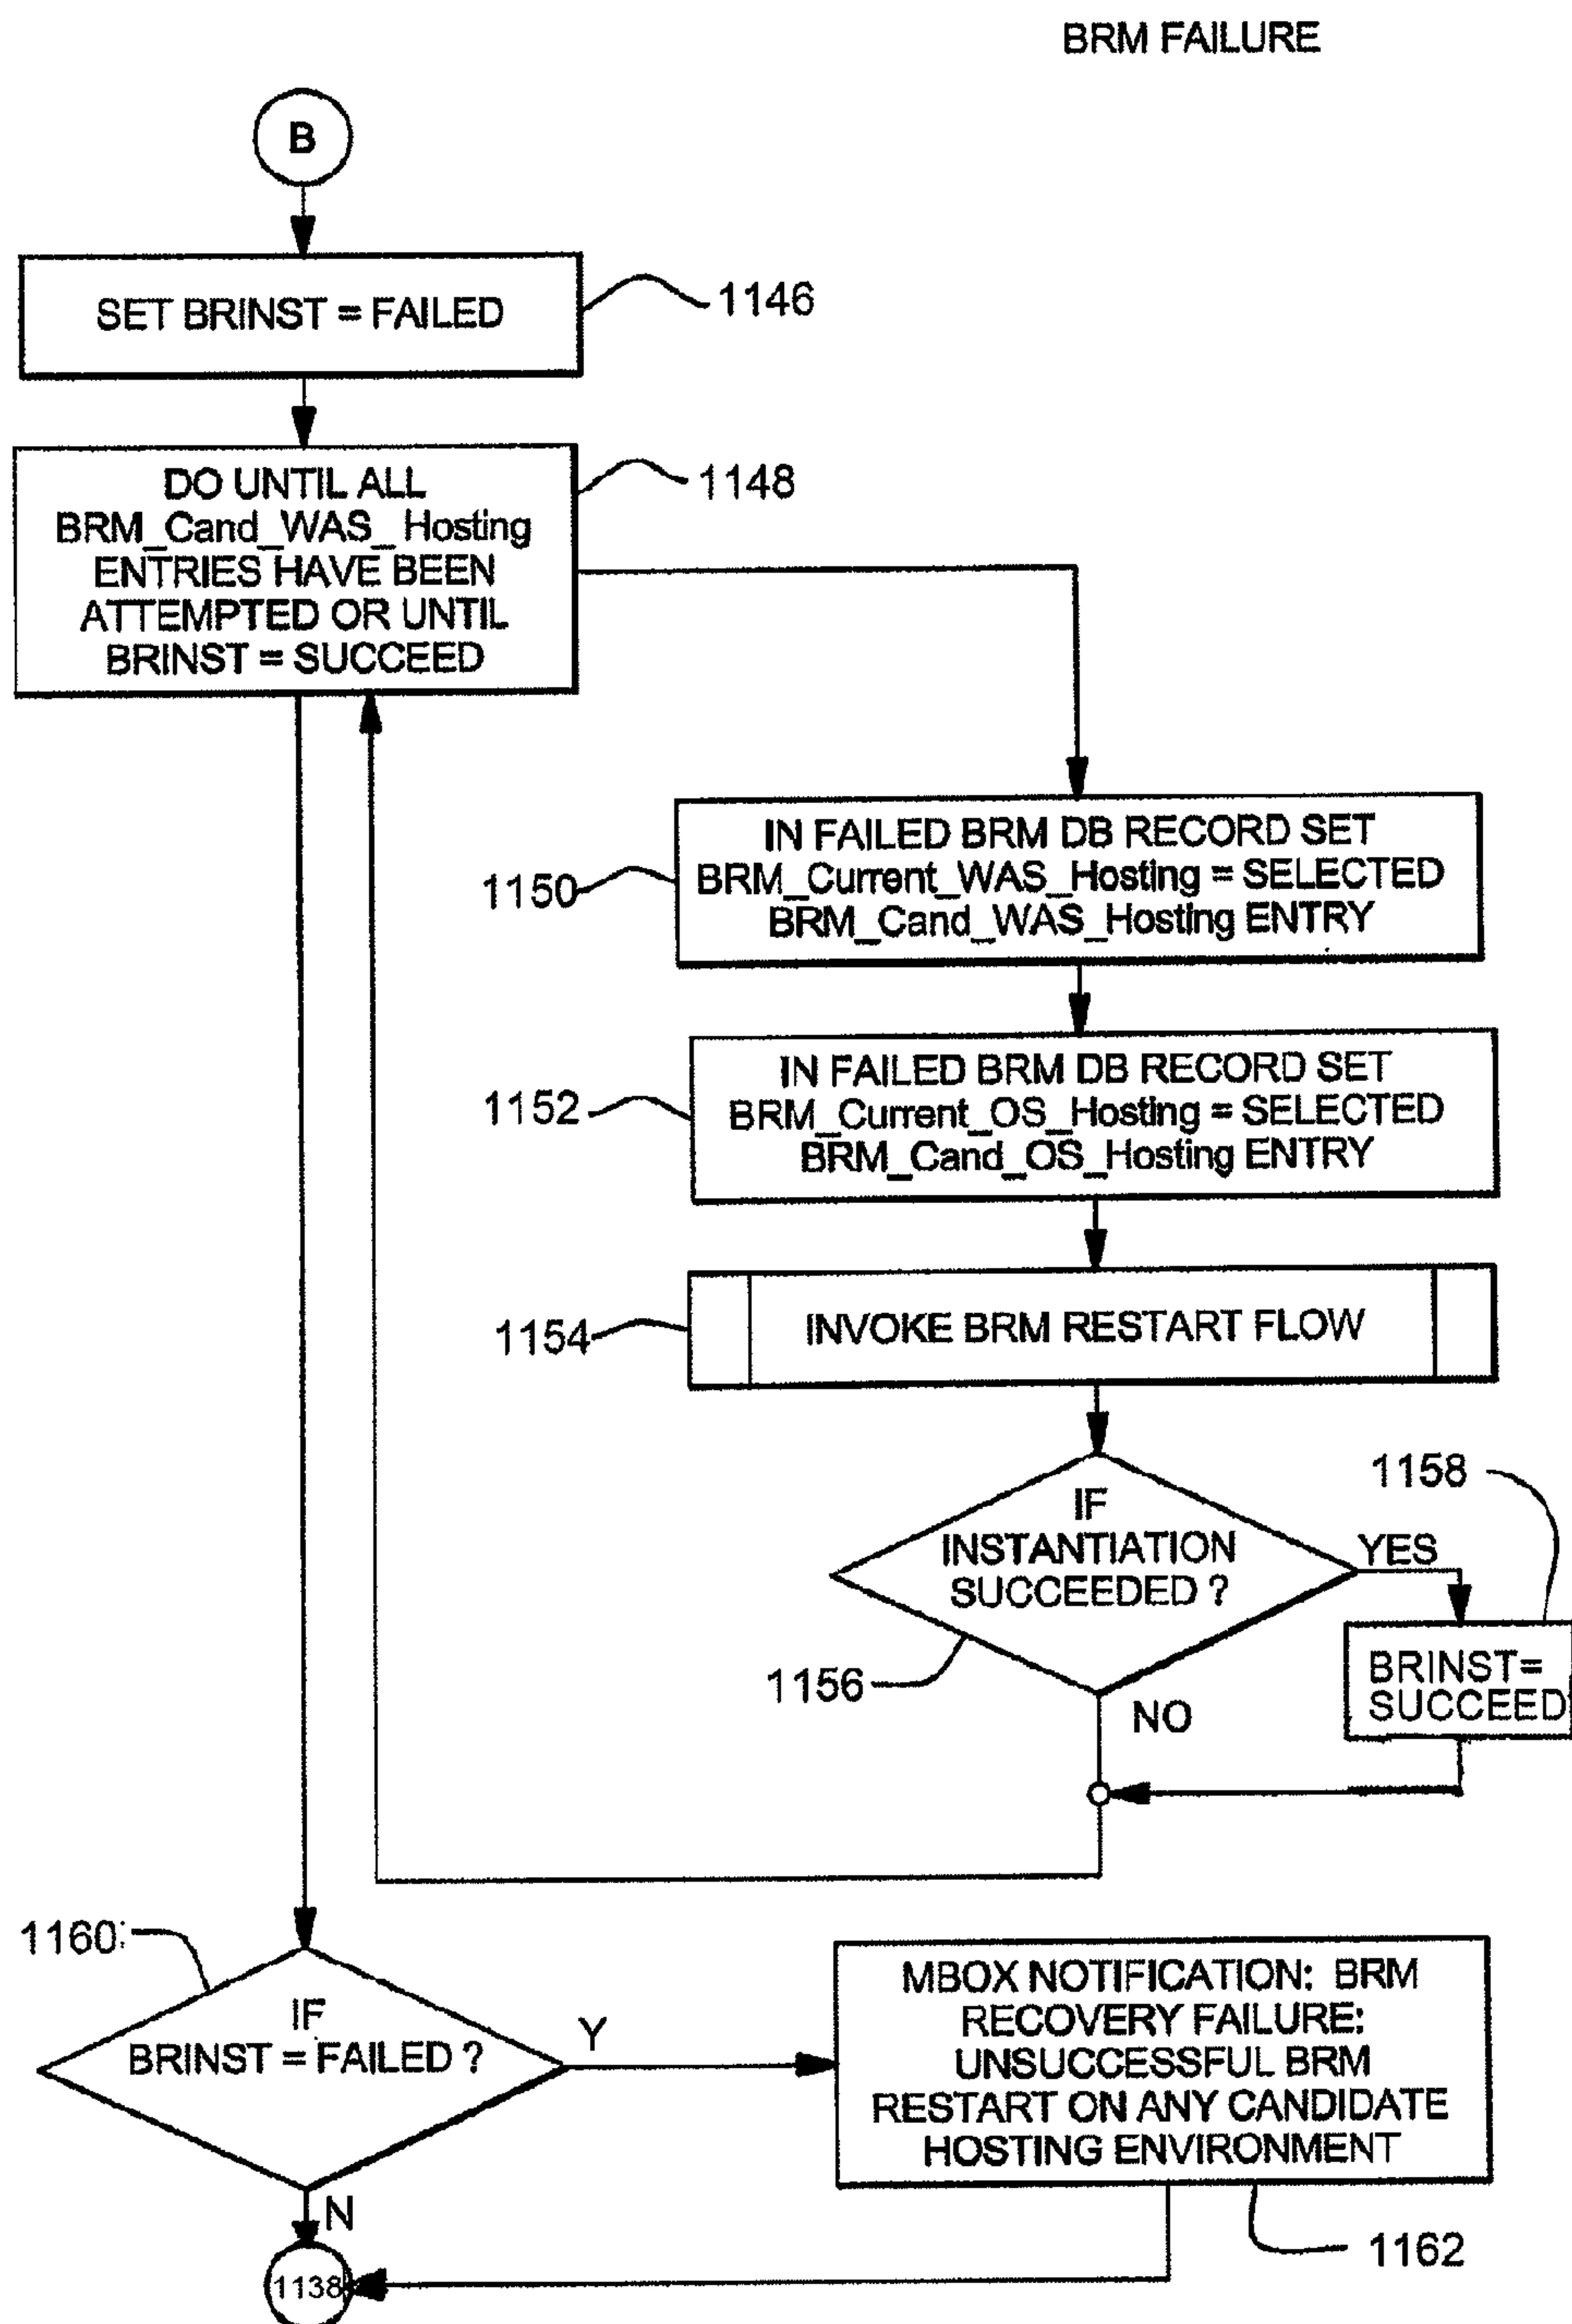 BRM FAILURE
B
SET BRINST = FAILED
1146
DO UNTIL ALL
BRM_Cand_WAS_ Hosting
ENTRIES HAVE BEEN
ATTEMPTED OR UNTIL
BRINST = SUCCEED
1148
IN FAILED BRM DB RECORD SET
BRM_Current_WAS_Hosting = SELECTED
BRM_Cand_WAS_Hosting ENTRY
1150
IN FAILED BRM DB RECORD SET
BRM_Current_OS_Hosting = SELECTED
BRM_Cand_OS_Hosting ENTRY
1152
INVOKE BRM RESTART FLOW
1154
IF
INSTANTIATION
SUCCEEDED ?
1156
YES
1158
BRINST=
SUCCEED
NO
1160
IF
BRINST = FAILED ?
Y
MBOX NOTIFICATION: BRM
RECOVERY FAILURE:
UNSUCCESSFUL BRM
RESTART ON ANY CANDIDATE
HOSTING ENVIRONMENT
1162
N
1138